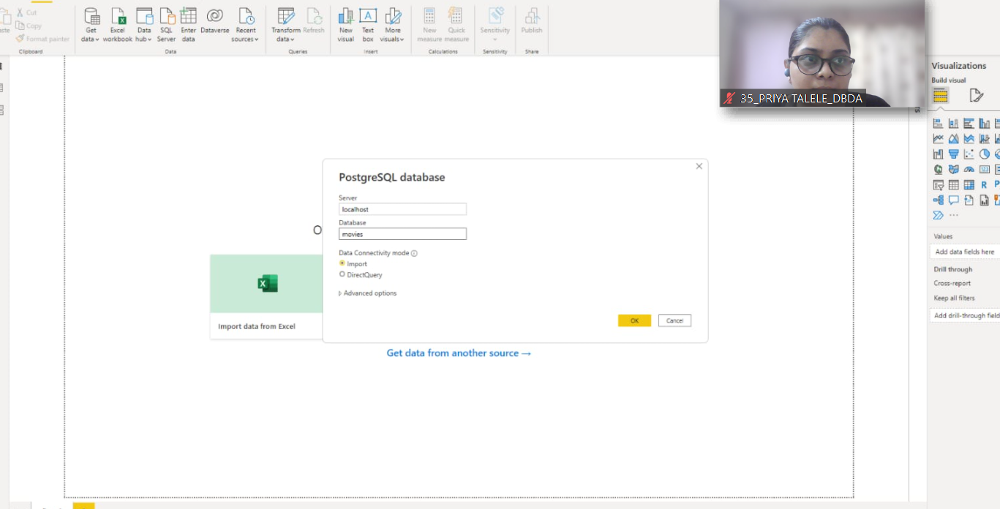 Cut
Copy
Format painter
Clipboard
Get data
Excel workbook
Data hub
SQL Server
Enter data
Dataverse
Recent sources
Data
Transform data
Refresh
Queries
New visual
Text box
More visuals
Insert
New measure
Quick measure
Calculations
Sensitivity
Sensitivity
Publish
Share
35_PRIYA TALELE_DBDA
Visualizations
Build visual
PostgreSQL database
Server
localhost
Database
movies
Data Connectivity mode
Import
DirectQuery
Advanced options
OK
Cancel
Import data from Excel
Get data from another source →
Values
Add data fields here
Drill through
Cross-report
Keep all filters
Add drill-through field